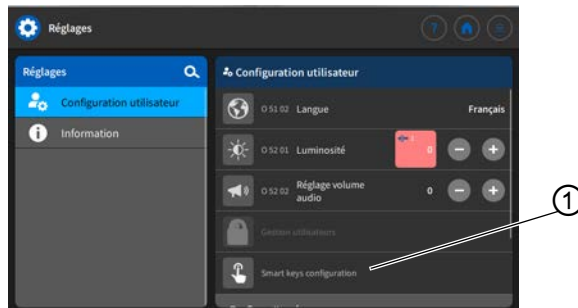 Réglages
?
Réglages
Configuration utilisateur
Configuration utilisateur
Information
O 51 02 Langue Français
O 52 01 Luminosité 0 - +
O 52 02 Réglage volume audio 0 - +
Gestion utilisateurs
Smart keys configuration
1